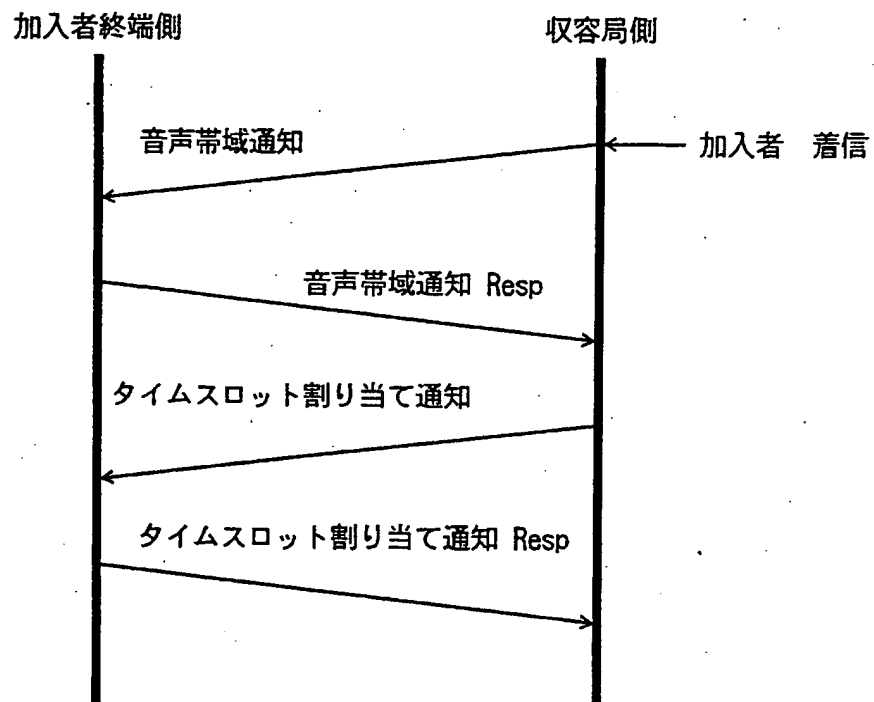 加入者終端側
収容局側
加入者　着信
音声帯域通知
音声帯域通知 Resp
タイムスロット割り当て通知
タイムスロット割り当て通知 Resp